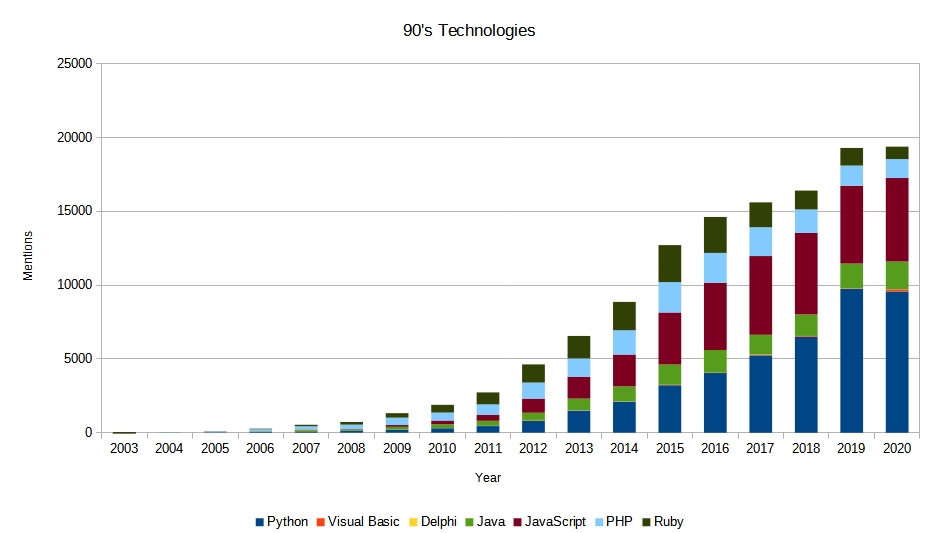 90's Technologies
25000
20000
15000
10000
5000
0
Mentions
2003 2004 2005 2006 2007 2008 2009 2010 2011 2012 2013 2014 2015 2016 2017 2018 2019 2020
Year
Python Visual Basic Delphi Java JavaScript PHP Ruby